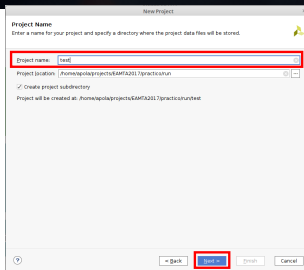 New Project
Project Name
Enter a name for your project and specify a directory where the project data files will be stored.
Project name: test
Project location: /home/apola/projects/EAMTA2017/practico/run
Create project subdirectory
Project will be created at: /home/apola/projects/EAMTA2017/practico/run/test
? < Back Next > Finish Cancel